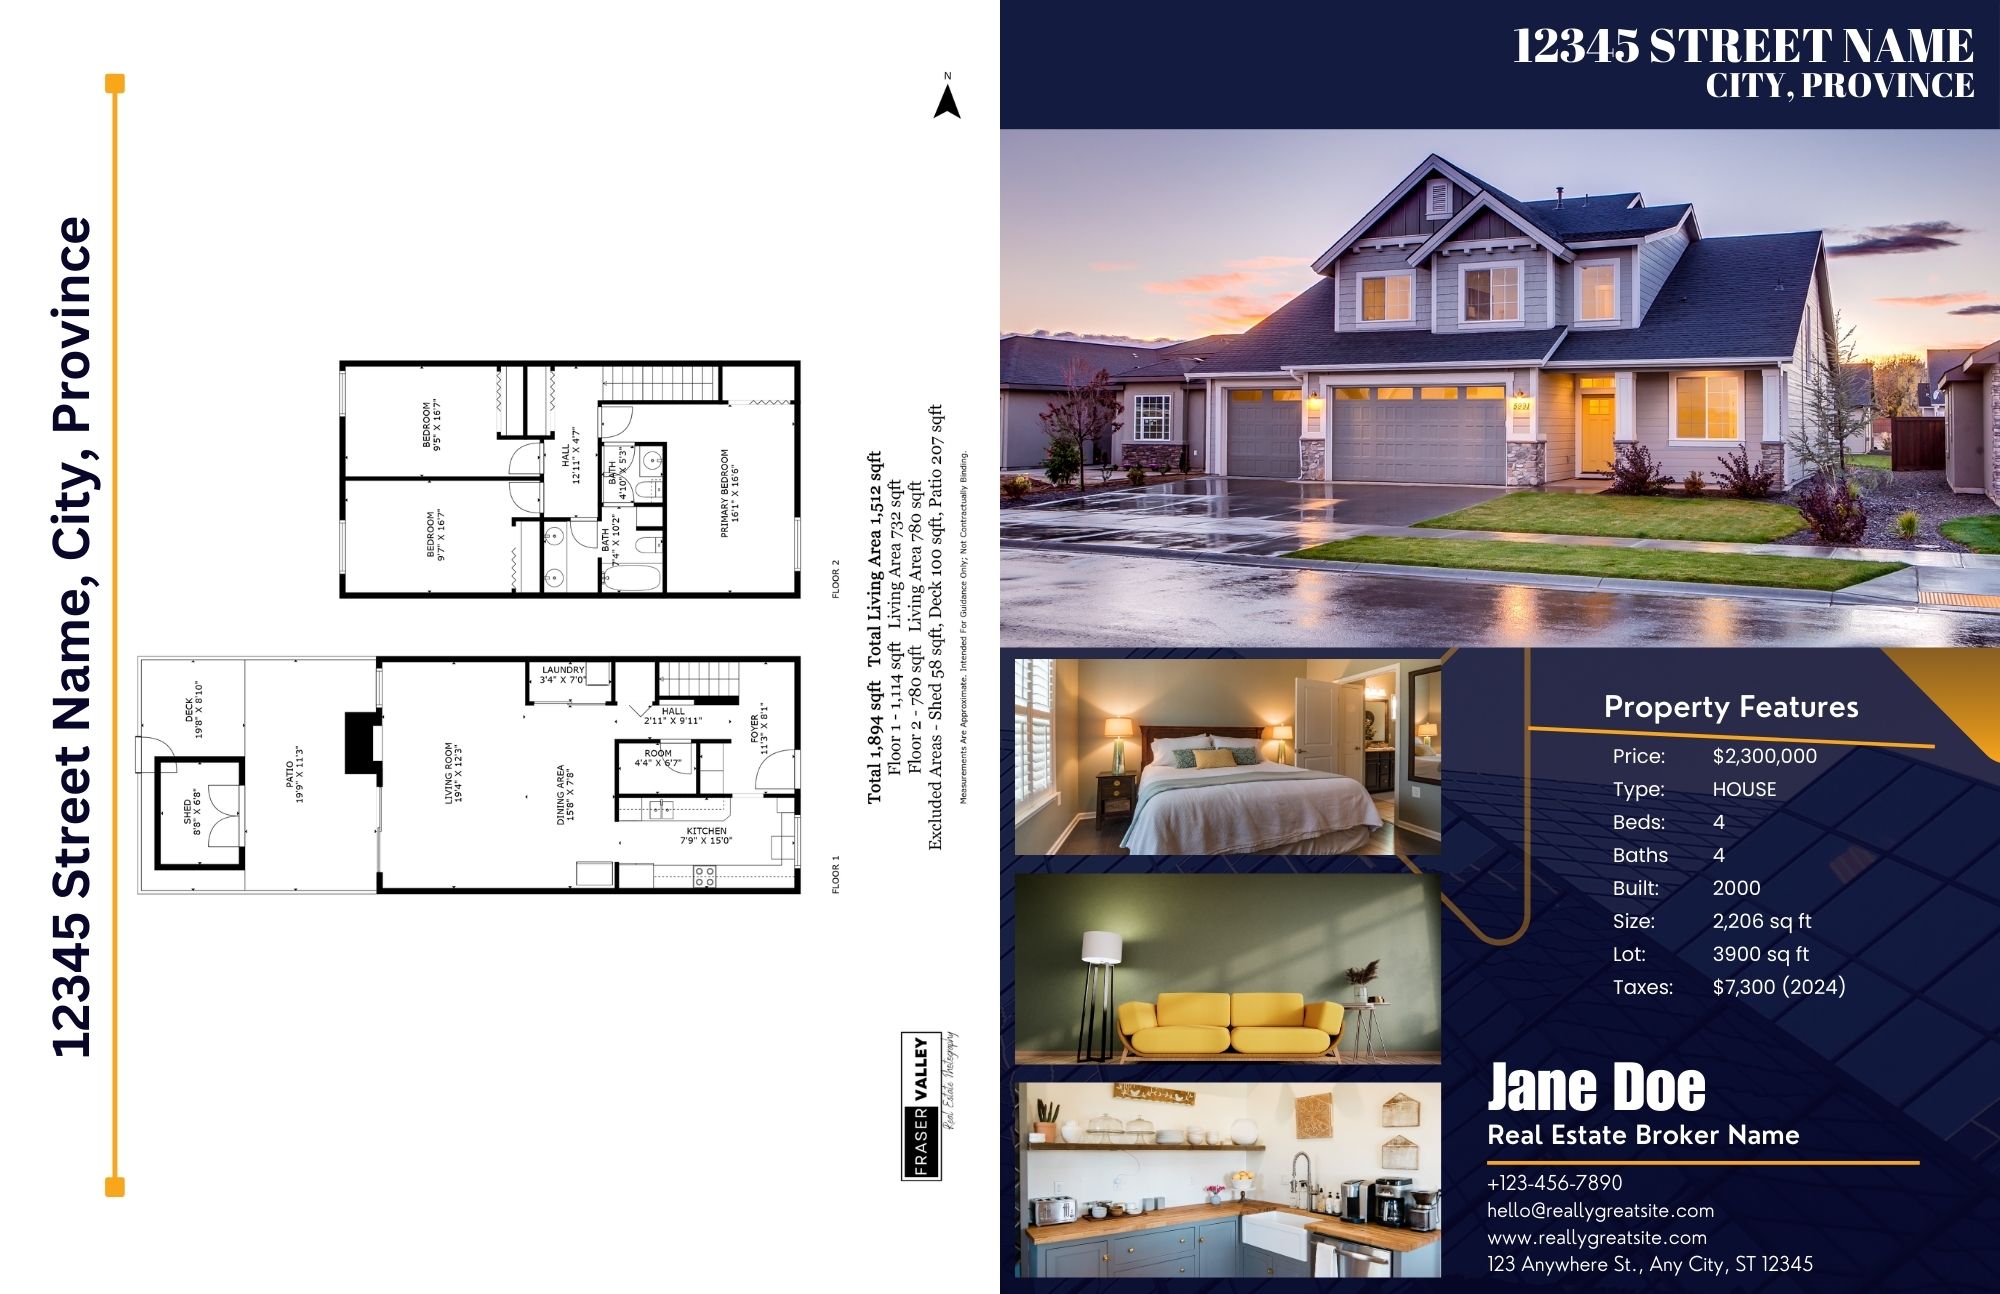 12345 Street Name, City, Province
N
BEDROOM
9'5" X 16'7"
BEDROOM
9'7" X 16'7"
HALL
12'11" X 4'7"
BATH
4'10" X 5'3"
BATH
7'4" X 10'2"
PRIMARY BEDROOM
16'1" X 16'6"
FLOOR 2
DECK
19'8" X 8'10"
SHED
8'8" X 6'8"
PATIO
19'9" X 11'3"
LIVING ROOM
19'4" X 12'3"
DINING AREA
15'8" X 7'8"
LAUNDRY
3'4" X 7'0"
HALL
2'11" X 9'11"
ROOM
4'4" X 6'7"
FOYER
11'3" X 8'1"
KITCHEN
7'9" X 15'0"
FLOOR 1
Total 1,894 sqft Total Living Area 1,512 sqft
Floor 1 - 1,114 sqft Living Area 732 sqft
Floor 2 - 780 sqft Living Area 780 sqft
Excluded Areas - Shed 58 sqft, Deck 100 sqft, Patio 207 sqft
Measurements Are Approximate. Intended For Guidance Only; Not Contractually Binding.
FRASER VALLEY
Real Estate Photography
12345 STREET NAME
CITY, PROVINCE
5991
Property Features
Price: $2,300,000
Type: HOUSE
Beds: 4
Baths 4
Built: 2000
Size: 2,206 sq ft
Lot: 3900 sq ft
Taxes: $7,300 (2024)
Jane Doe
Real Estate Broker Name
+123-456-7890
hello@reallygreatsite.com
www.reallygreatsite.com
123 Anywhere St., Any City, ST 12345